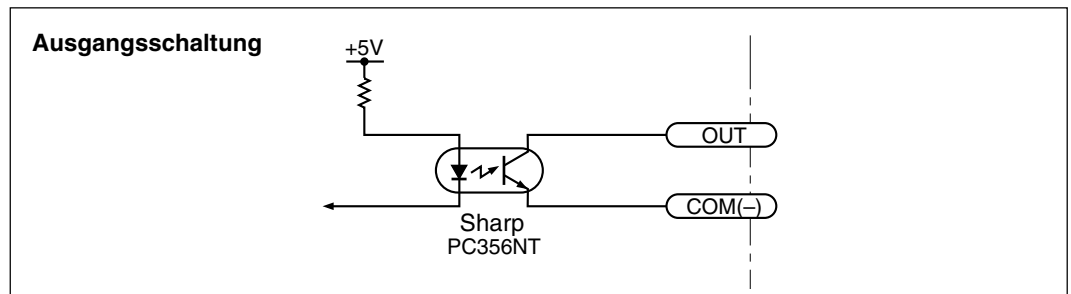 Ausgangsschaltung
+5V
OUT
COM(–)
Sharp
PC356NT